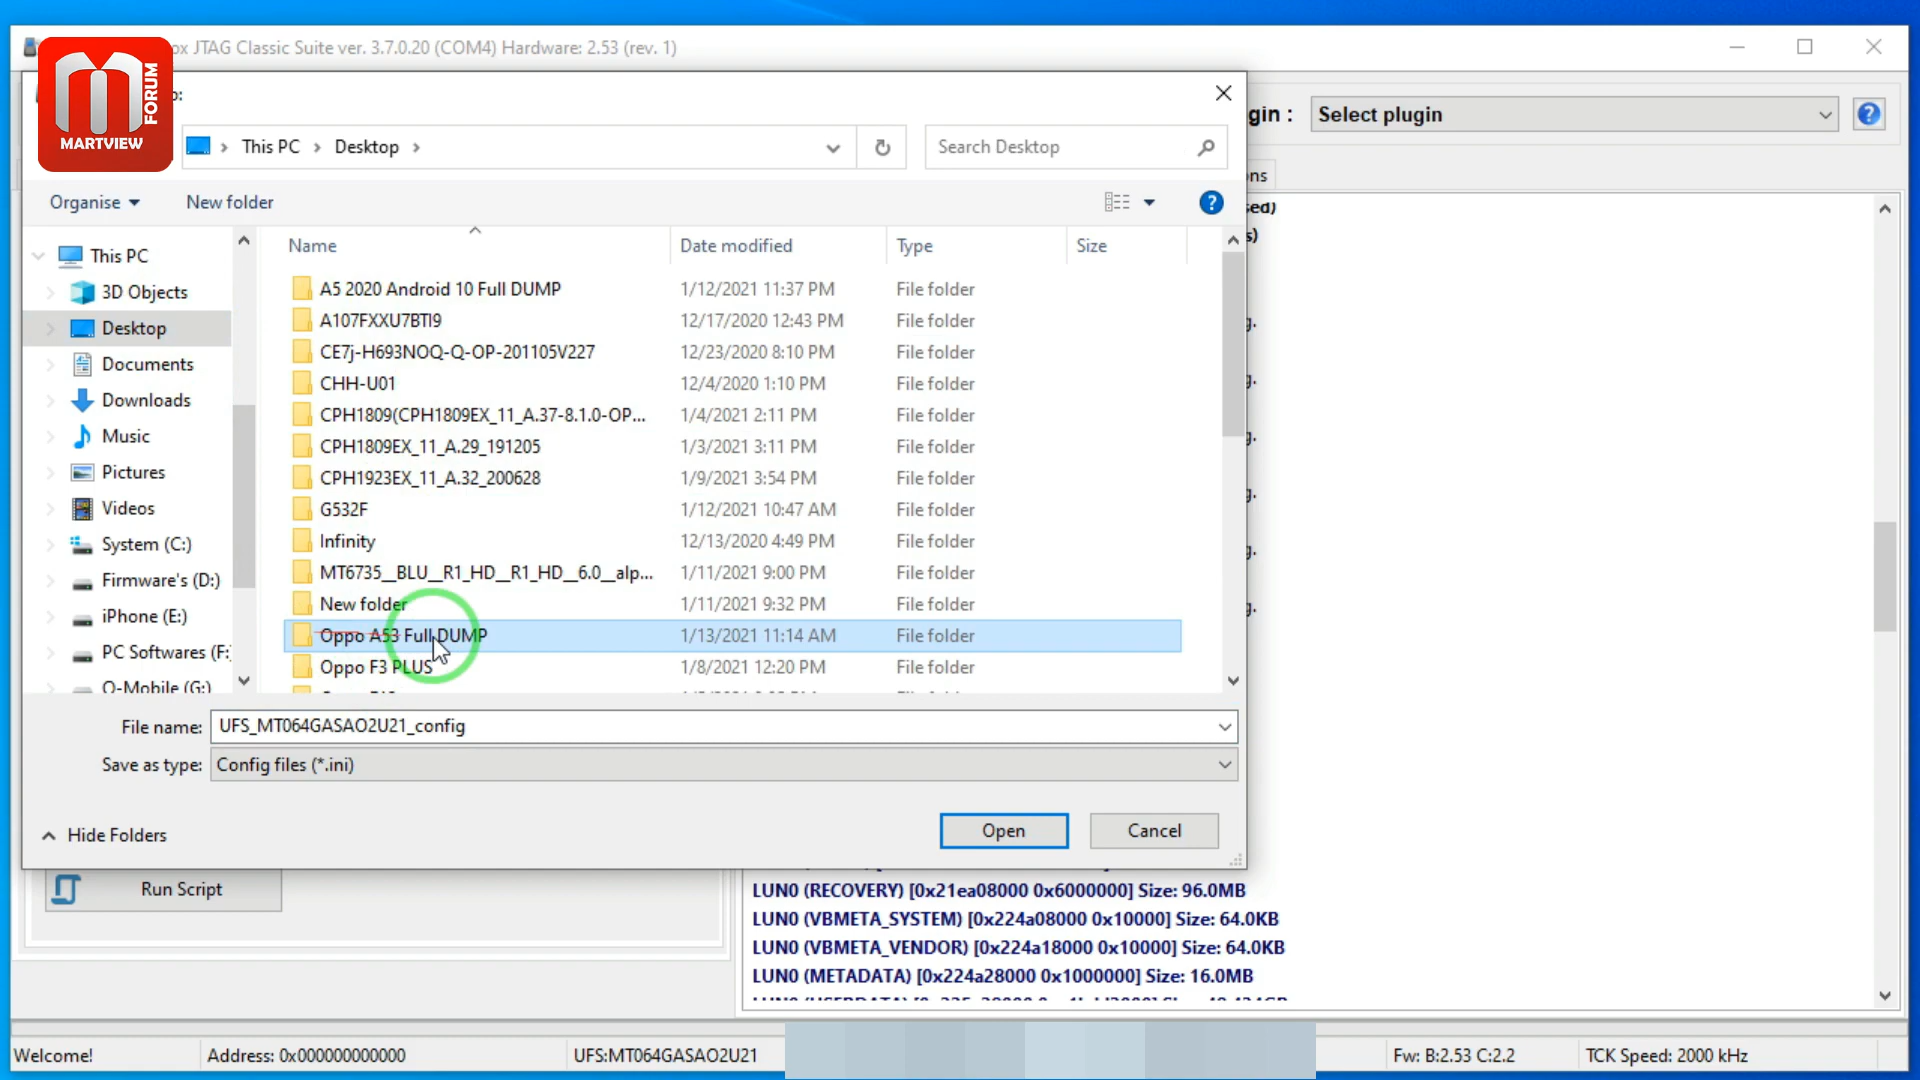 ox JTAG Classic Suite ver. 3.7.0.20 (COM4) Hardware: 2.53 (rev. 1)
MARTVIEW
FORUM
gin :
Select plugin
This PC
Desktop
Search Desktop
Organise
New folder
Name
Date modified
Type
Size
This PC
3D Objects
Desktop
Documents
Downloads
Music
Pictures
Videos
System (C:)
Firmware's (D:)
iPhone (E:)
PC Softwares (F:
Q-Mobile (G:)
A5 2020 Android 10 Full DUMP 1/12/2021 11:37 PM File folder
A107FXXU7BTI9 12/17/2020 12:43 PM File folder
CE7j-H693NOQ-Q-OP-201105V227 12/23/2020 8:10 PM File folder
CHH-U01 12/4/2020 1:10 PM File folder
CPH1809(CPH1809EX_11_A.37-8.1.0-OP... 1/4/2021 2:11 PM File folder
CPH1809EX_11_A.29_191205 1/3/2021 3:11 PM File folder
CPH1923EX_11_A.32_200628 1/9/2021 3:54 PM File folder
G532F 1/12/2021 10:47 AM File folder
Infinity 12/13/2020 4:49 PM File folder
MT6735__BLU__R1_HD__R1_HD__6.0__alp... 1/11/2021 9:00 PM File folder
New folder 1/11/2021 9:32 PM File folder
Oppo A53 Full DUMP 1/13/2021 11:14 AM File folder
Oppo F3 PLUS 1/8/2021 12:20 PM File folder
ns
sed)
s)
g.
g.
g.
g.
g.
g.
File name: UFS_MT064GASAO2U21_config
Save as type: Config files (*.ini)
Hide Folders
Open
Cancel
Run Script
LUN0 (RECOVERY) [0x21ea08000 0x6000000] Size: 96.0MB
LUN0 (VBMETA_SYSTEM) [0x224a08000 0x10000] Size: 64.0KB
LUN0 (VBMETA_VENDOR) [0x224a18000 0x10000] Size: 64.0KB
LUN0 (METADATA) [0x224a28000 0x1000000] Size: 16.0MB
Welcome!
Address: 0x000000000000
UFS:MT064GASAO2U21
Fw: B:2.53 C:2.2
TCK Speed: 2000 kHz